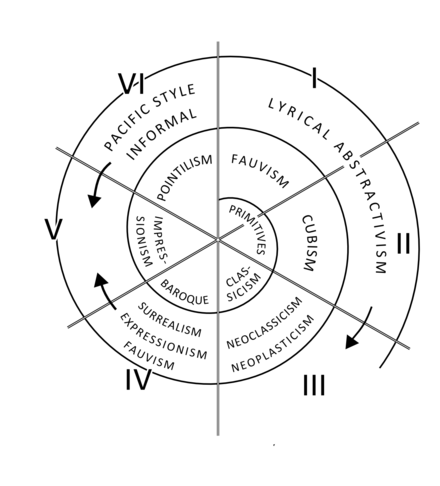 VI
I
PACIFIC STYLE
INFORMAL
LYRICAL ABSTRACTIVISM
POINTILISM
FAUVISM
PRIMITIVES
V
IMPRES-
SIONISM
CUBISM
II
CLAS-
SICISM
BAROQUE
SURREALISM
EXPRESSIONISM
FAUVISM
NEOCLASSICISM
NEOPLASTICISM
IV
III